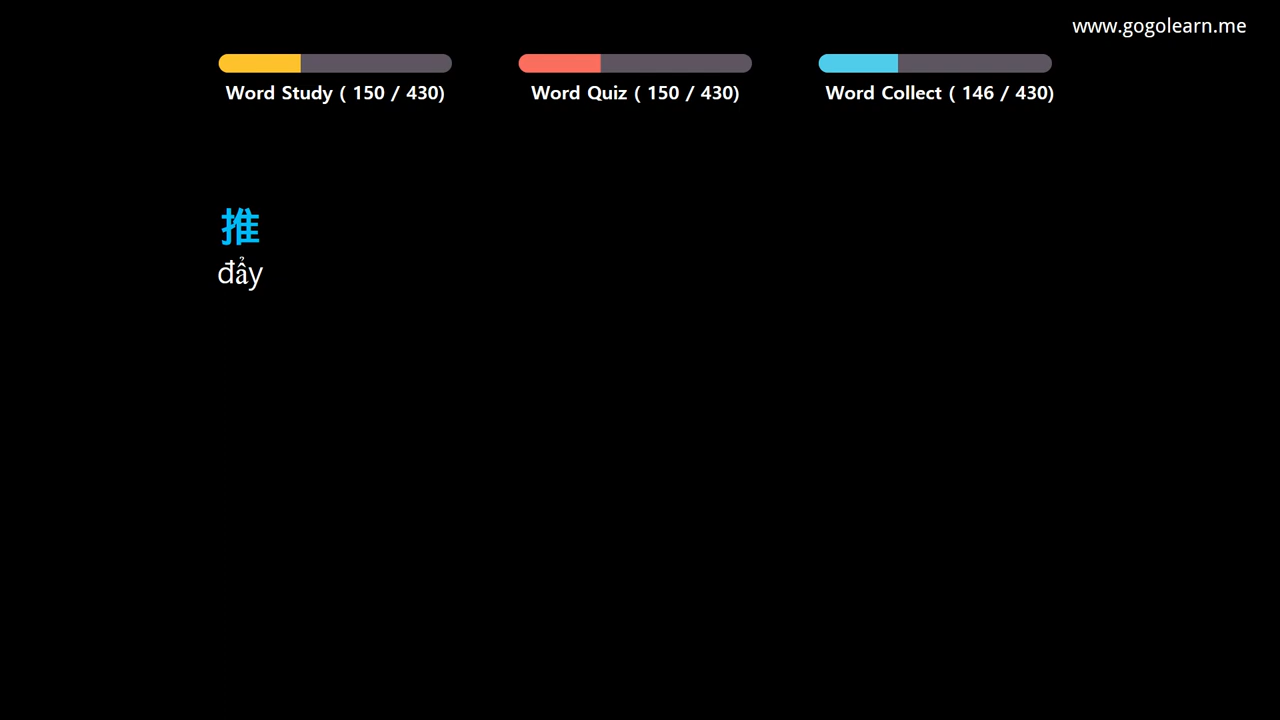 www.gogolearn.me
Word Study ( 150 / 430)
Word Quiz ( 150 / 430)
Word Collect ( 146 / 430)
推
đẩy